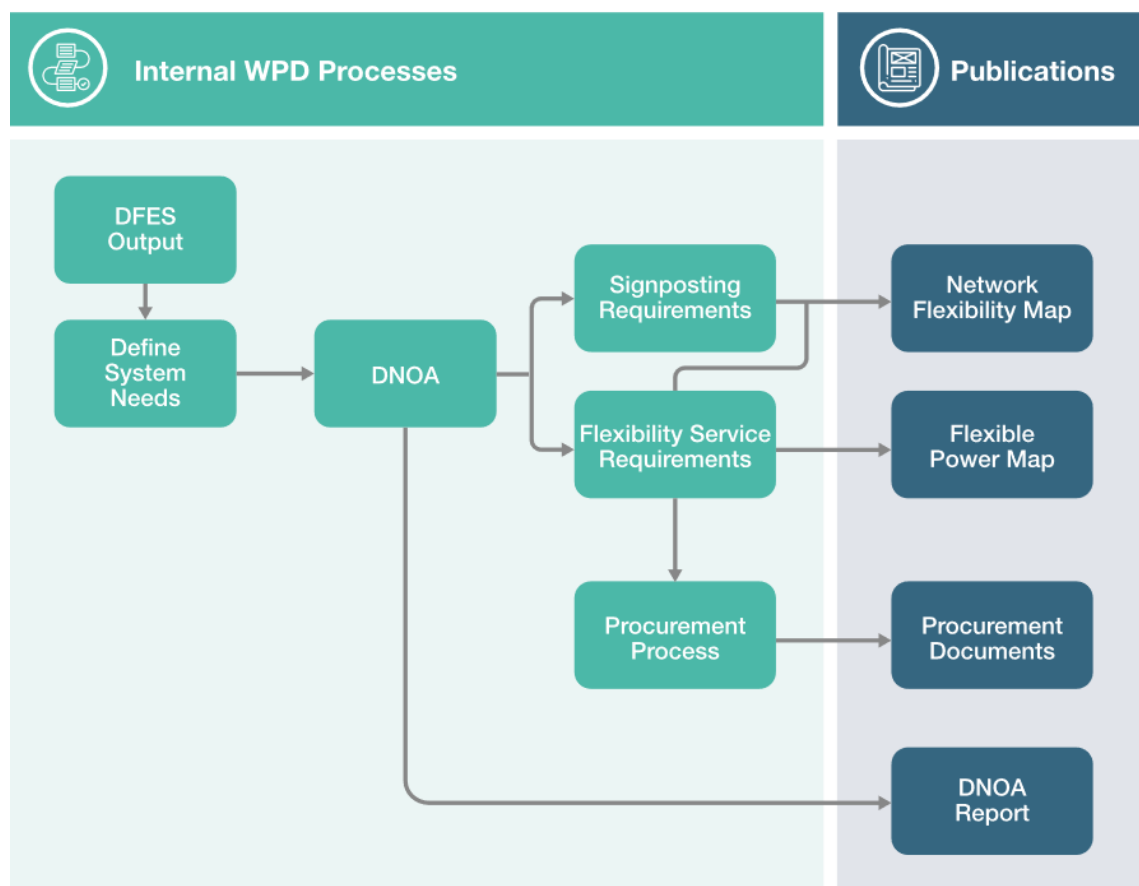 Internal WPD Processes
Publications
DFES
Output
Define
System
Needs
DNOA
Signposting
Requirements
Flexibility Service
Requirements
Procurement
Process
Network
Flexibility Map
Flexible
Power Map
Procurement
Documents
DNOA
Report